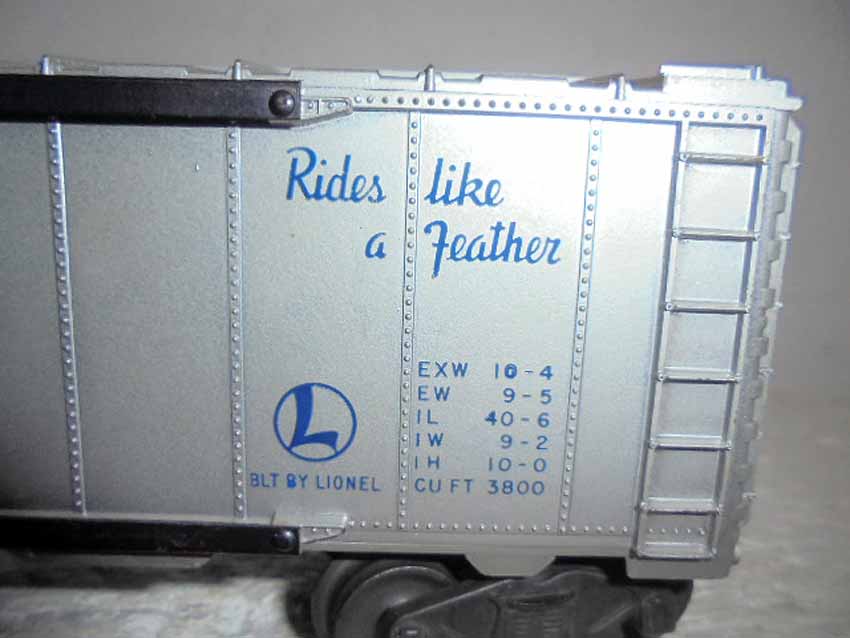 Rides like
a Feather
EXW 10-4
EW 9-5
IL 40-6
IW 9-2
IH 10-0
CU FT 3800
L
BLT BY LIONEL